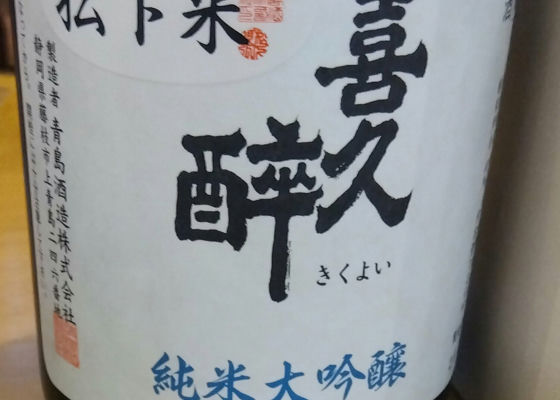 松下米
喜久
醉
きくよい
純米大吟醸
製造者 青島酒造株式会社
静岡県藤枝市上青島二四六番地
酒